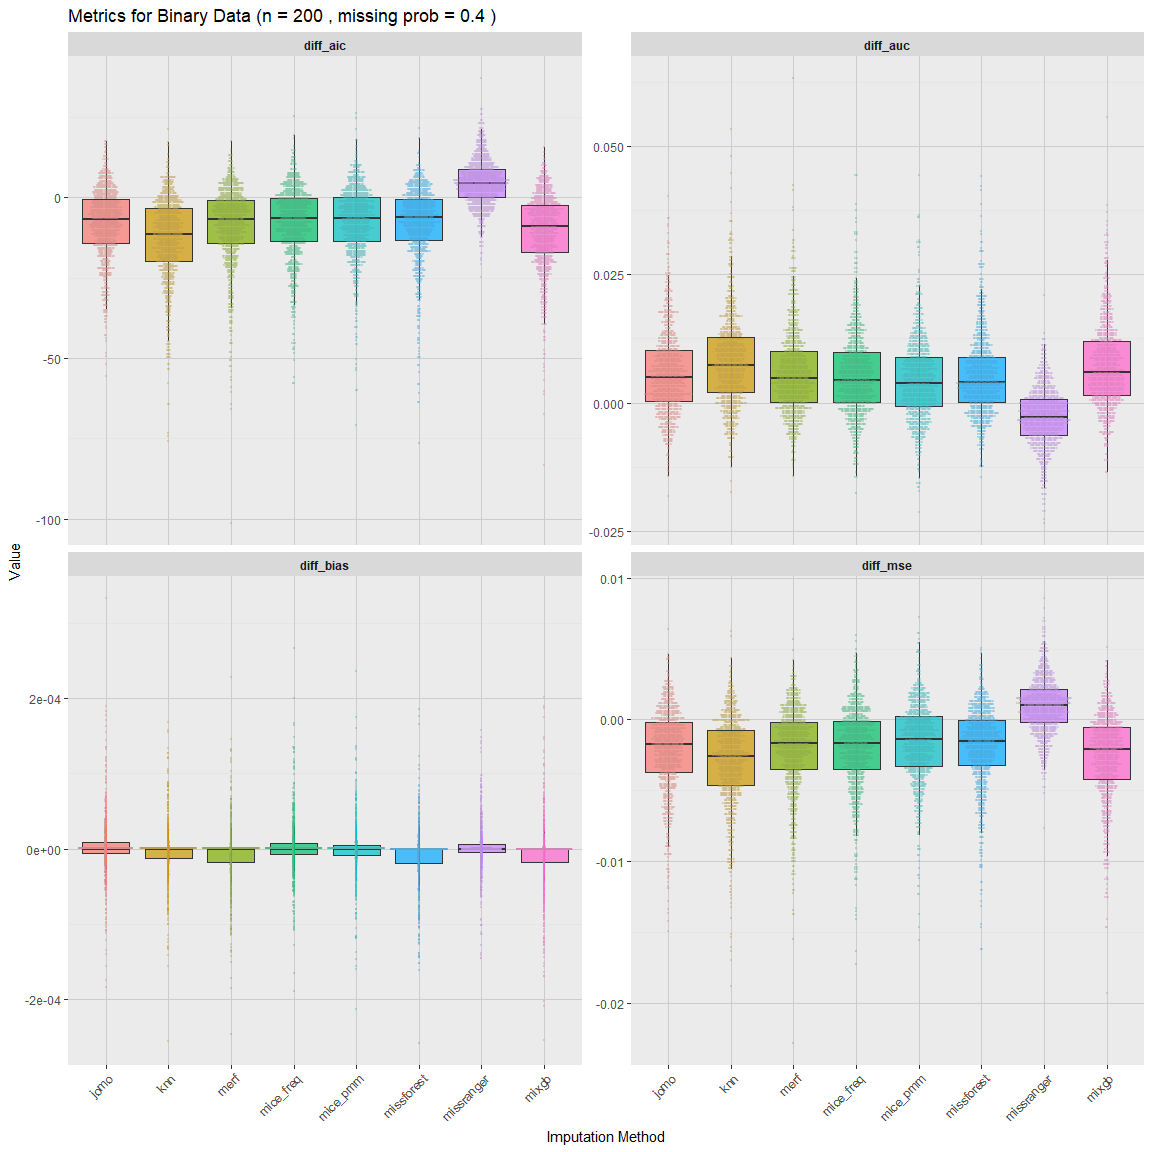 Metrics for Binary Data (n = 200 , missing prob = 0.4 )
diff_aic
diff_auc
0
-50
-100
0.050
0.025
0.000
-0.025
Value
diff_bias
diff_mse
2e-04
0e+00
-2e-04
0.01
0.00
-0.01
-0.02
jomo
knn
merf
mice_freq
mice_pmm
missforest
missranger
mixgb
jomo
knn
merf
mice_freq
mice_pmm
missforest
missranger
mixgb
Imputation Method